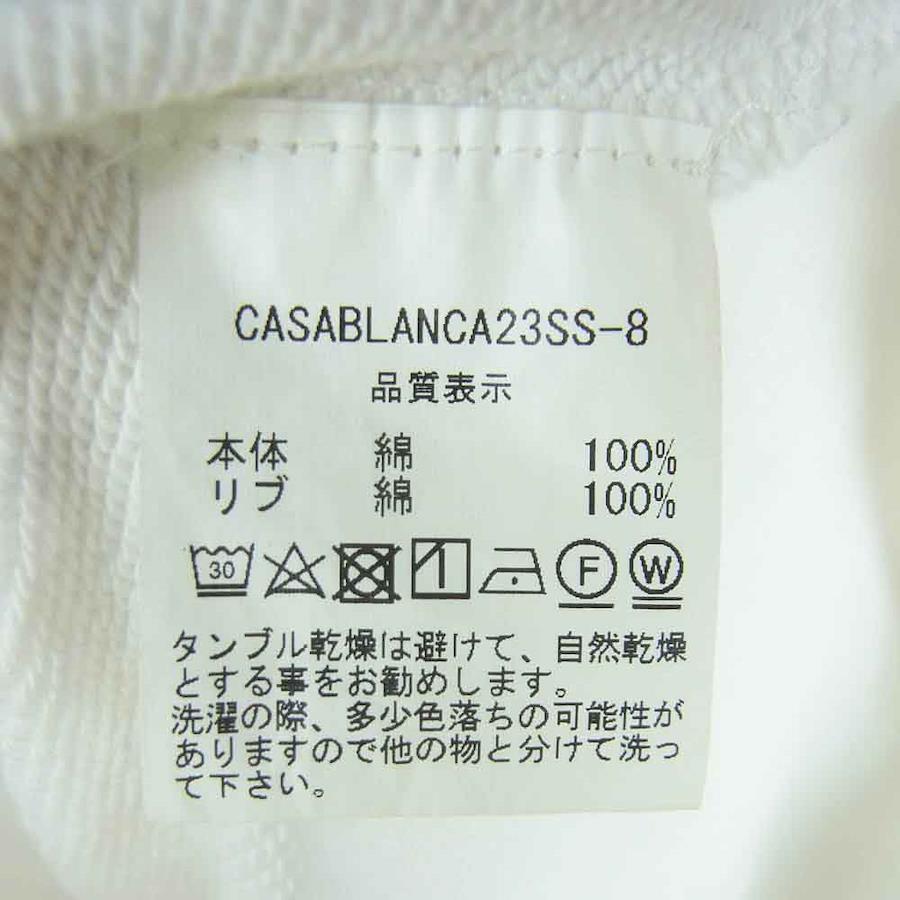 CASABLANCA23SS-8
品質表示
本体 綿 100%
リブ 綿 100%
30 F W
タンブル乾燥は避けて、自然乾燥
とする事をお勧めします。
洗濯の際、多少色落ちの可能性が
ありますので他の物と分けて洗っ
て下さい。